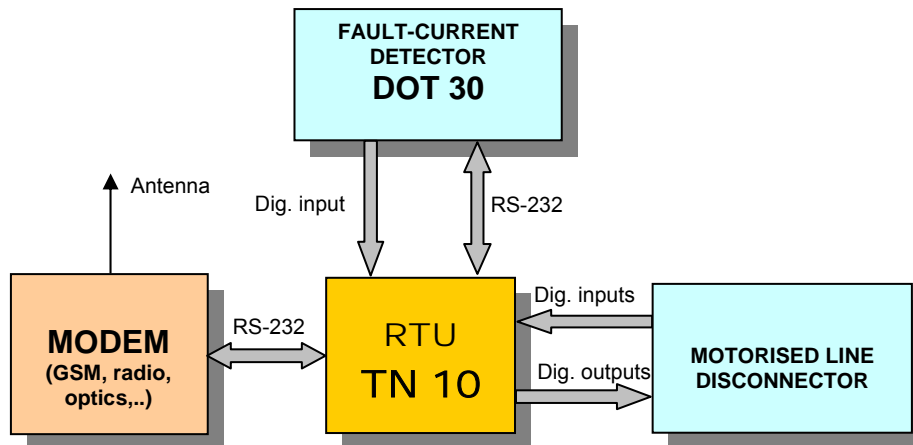 FAULT-CURRENT
DETECTOR
DOT 30
Antenna
Dig. input
RS-232
MODEM
(GSM, radio,
optics,..)
RS-232
RTU
TN 10
Dig. inputs
Dig. outputs
MOTORISED LINE
DISCONNECTOR